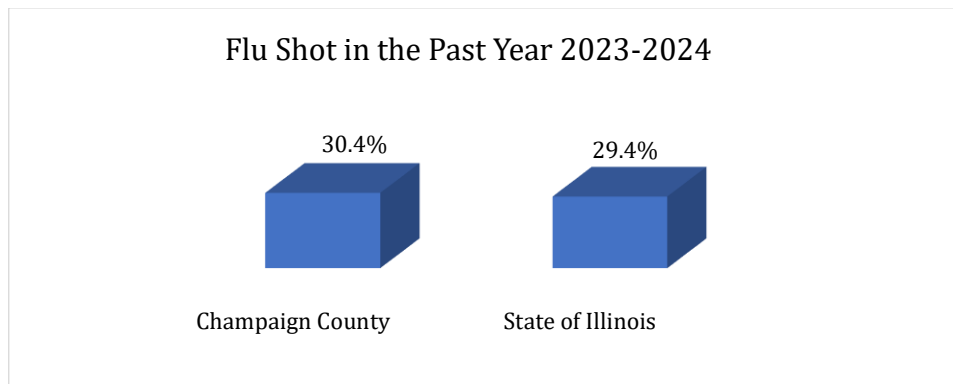 Flu Shot in the Past Year 2023-2024
30.4%
29.4%
Champaign County
State of Illinois